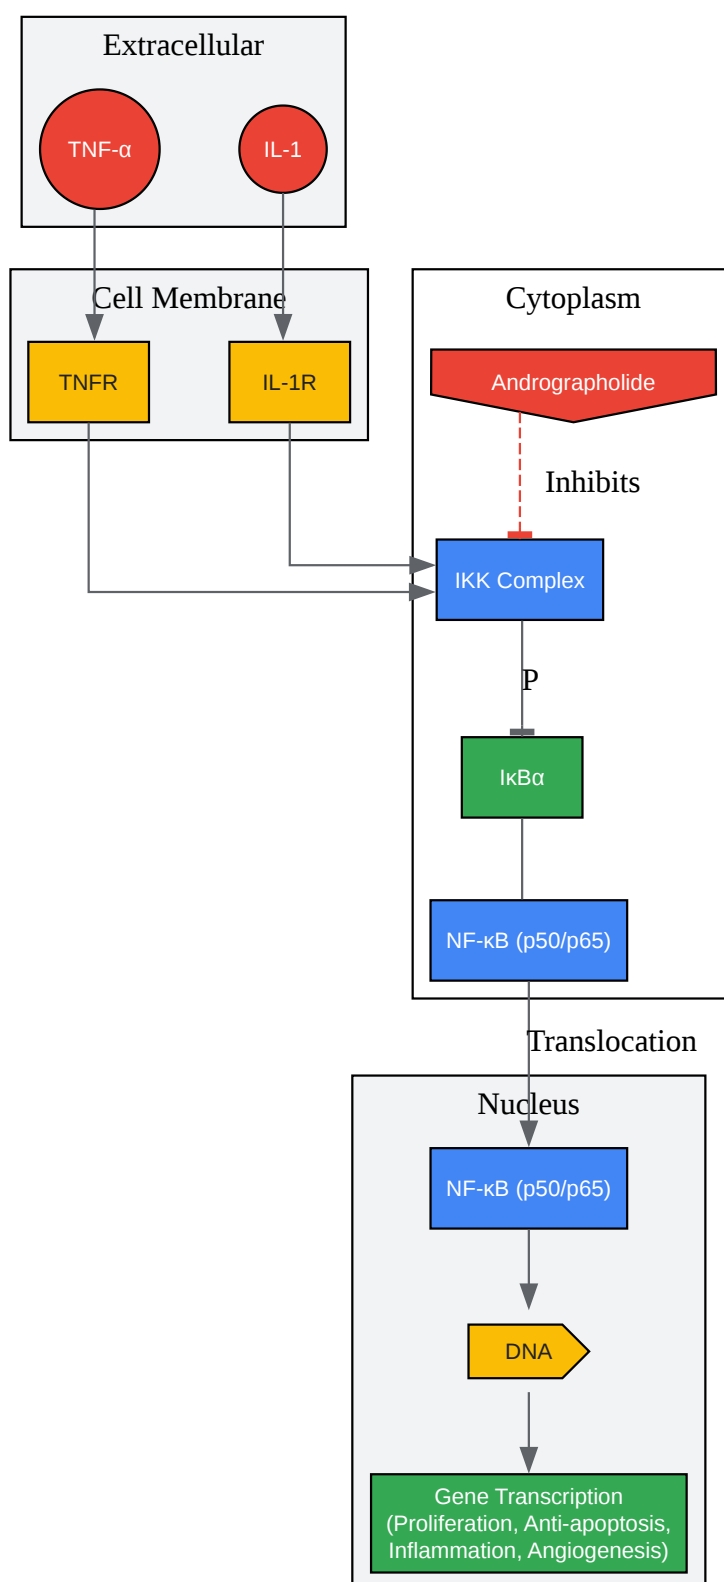 Extracellular
TNF-α
IL-1
Cell Membrane
TNFR
IL-1R
Cytoplasm
Andrographolide
Inhibits
IKK Complex
P
IκBα
NF-κB (p50/p65)
Translocation
Nucleus
NF-κB (p50/p65)
DNA
Gene Transcription
(Proliferation, Anti-apoptosis,
Inflammation, Angiogenesis)